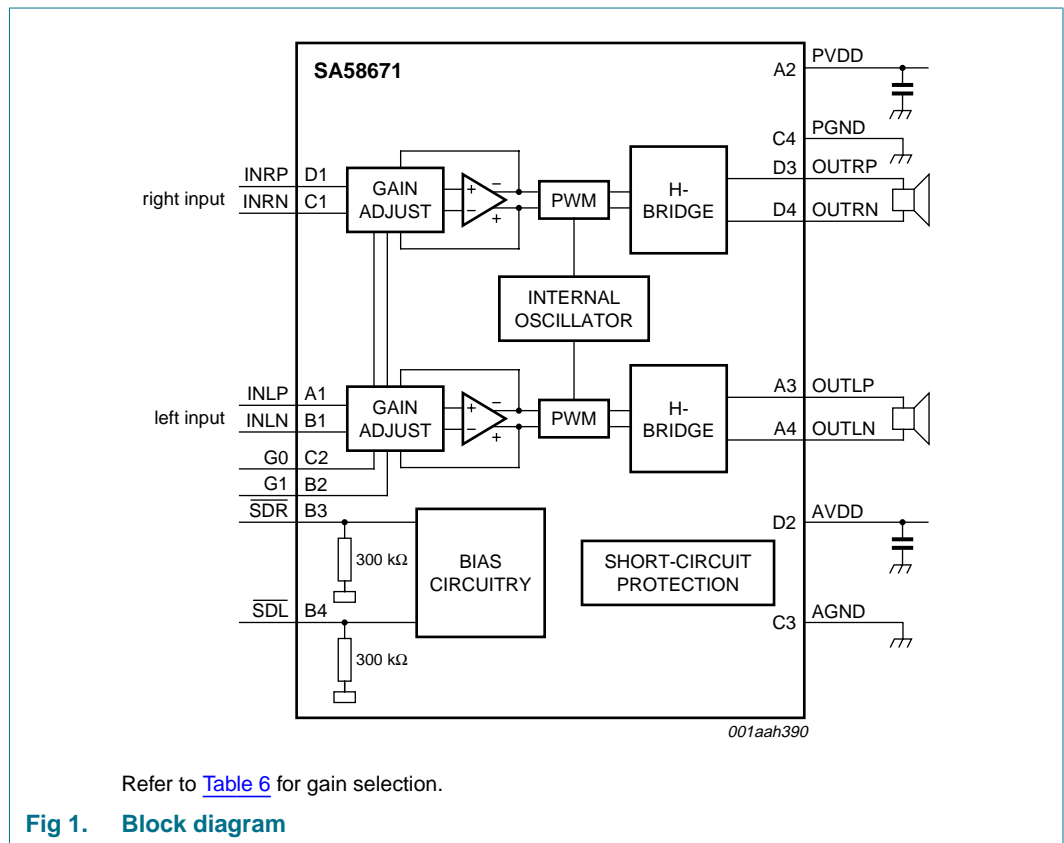 SA58671
A2 PVDD
C4 PGND
right input
INRP D1
INRN C1
GAIN
ADJUST
+ −
− +
PWM
H-
BRIDGE
D3 OUTRP
D4 OUTRN
INTERNAL
OSCILLATOR
left input
INLP A1
INLN B1
GAIN
ADJUST
+ −
− +
PWM
H-
BRIDGE
A3 OUTLP
A4 OUTLN
G0 C2
G1 B2
SDR B3
300 kΩ
BIAS
CIRCUITRY
SHORT-CIRCUIT
PROTECTION
D2 AVDD
SDL B4
300 kΩ
C3 AGND
001aah390
Refer to Table 6 for gain selection.
Fig 1. Block diagram